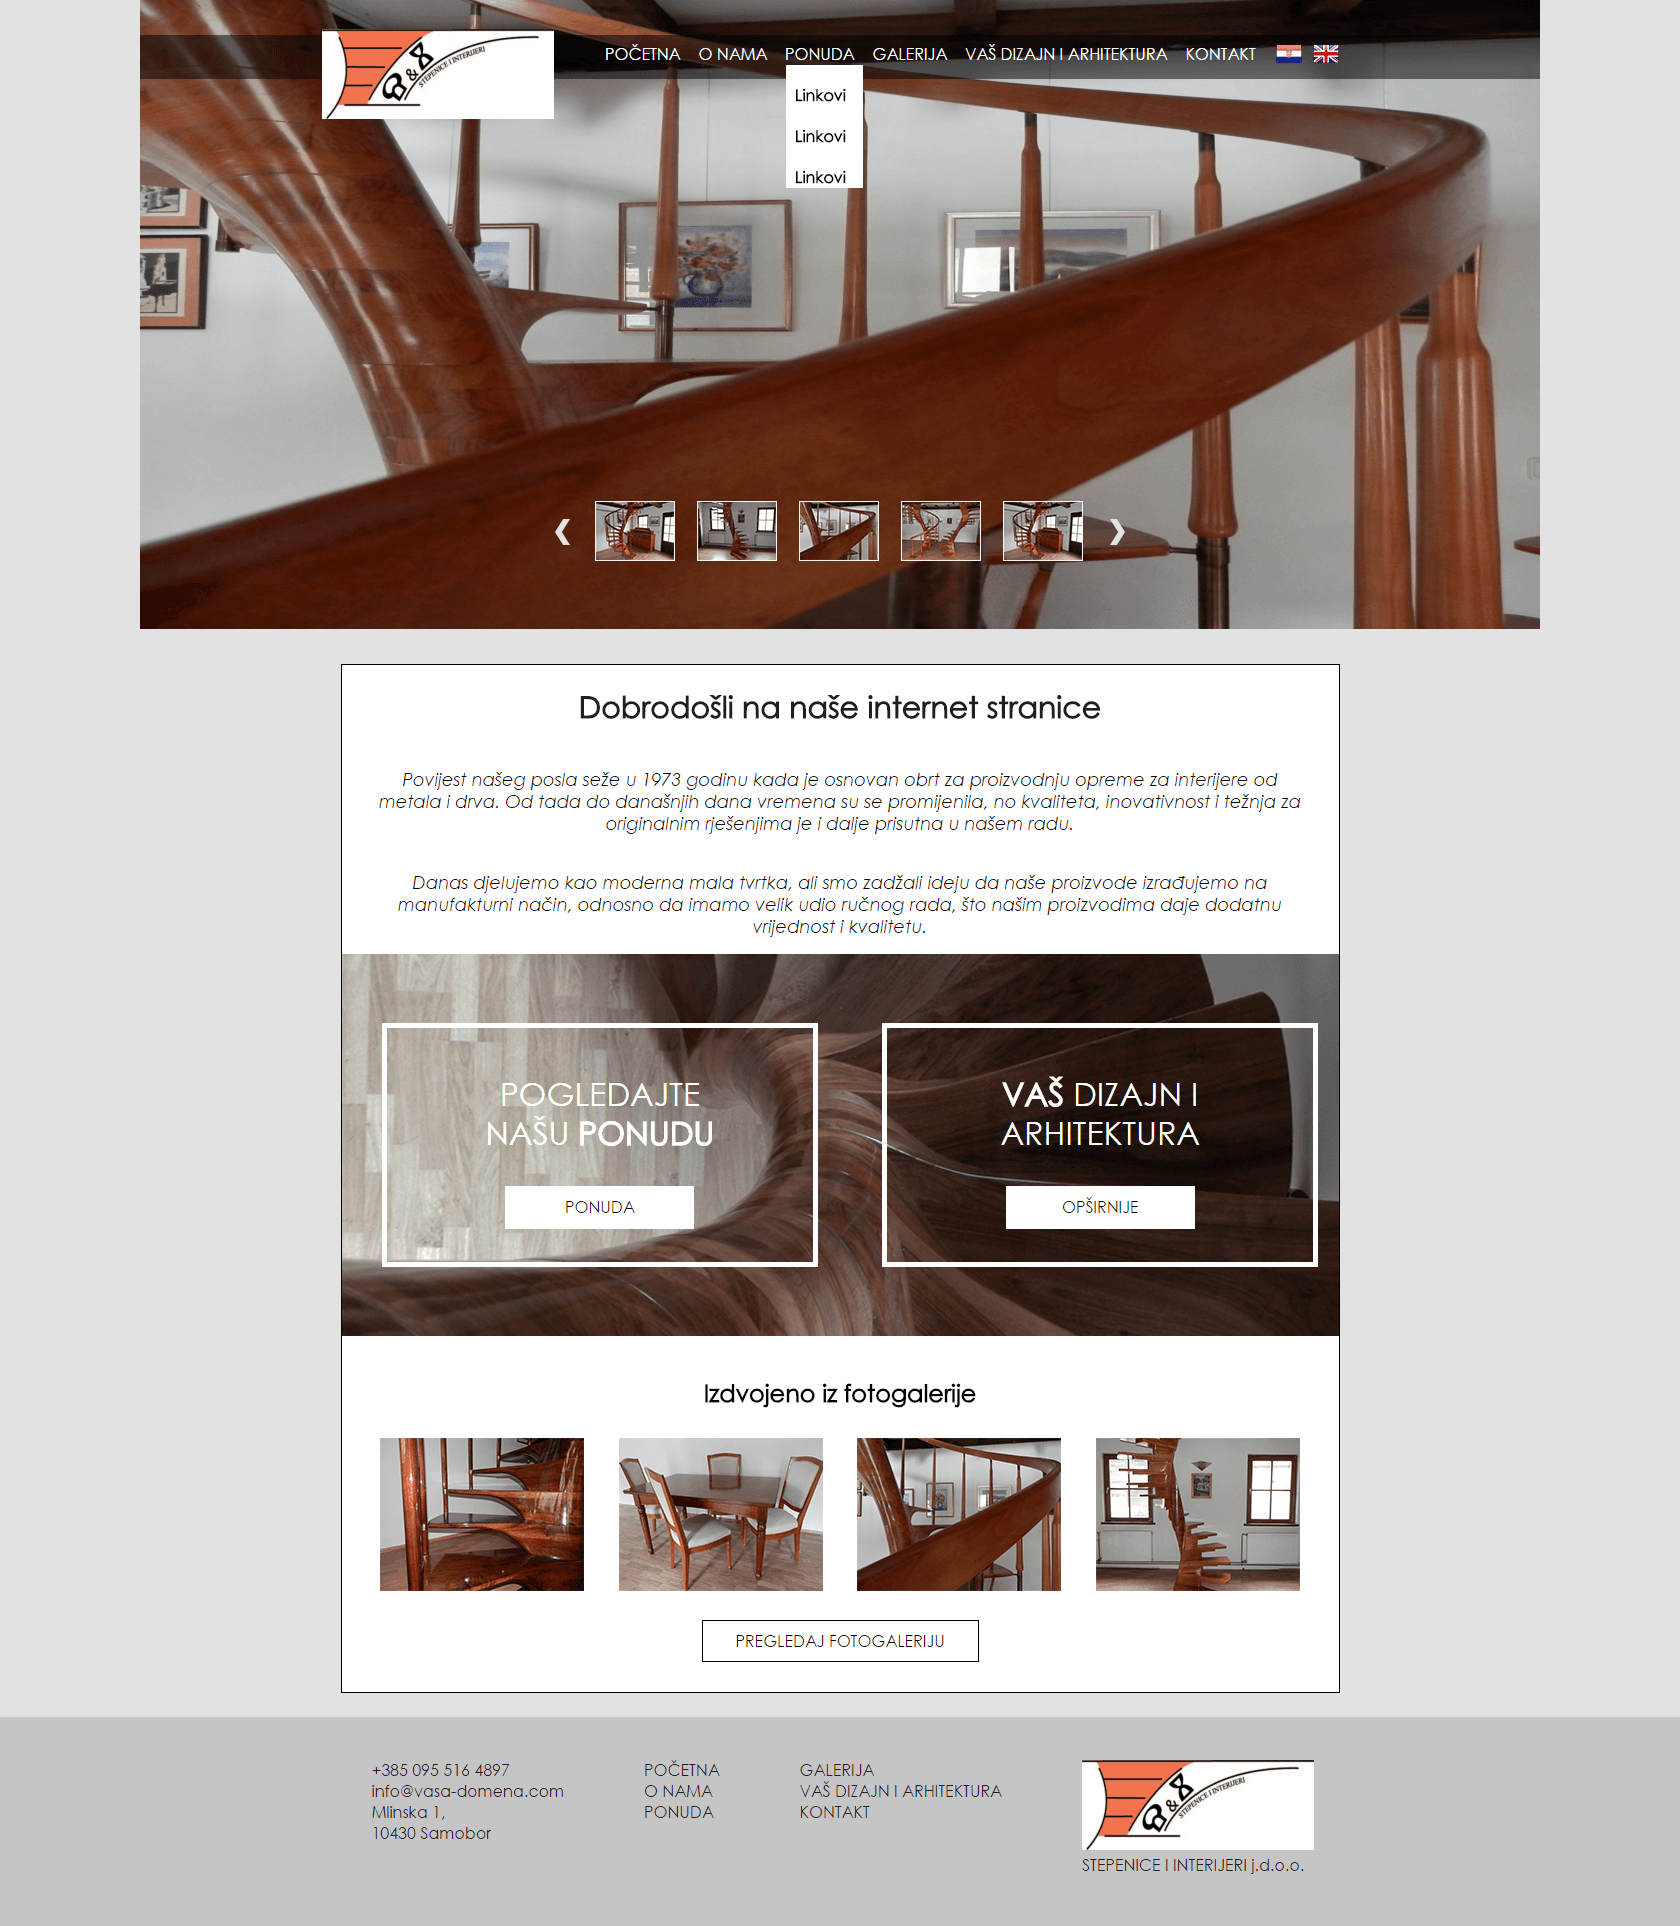 STEPENICE I INTERIJERI
POČETNA O NAMA PONUDA GALERIJA VAŠ DIZAJN I ARHITEKTURA KONTAKT
Linkovi
Linkovi
Linkovi
Dobrodošli na naše internet stranice
Povijest našeg posla seže u 1973 godinu kada je osnovan obrt za proizvodnju opreme za interijere od
metala i drva. Od tada do današnjih dana vremena su se promijenila, no kvaliteta, inovativnost i težnja za
originalnim rješenjima je i dalje prisutna u našem radu.
Danas djelujemo kao moderna mala tvrtka, ali smo zadžali ideju da naše proizvode izrađujemo na
manufakturni način, odnosno da imamo velik udio ručnog rada, što našim proizvodima daje dodatnu
vrijednost i kvalitetu.
POGLEDAJTE
NAŠU PONUDU
PONUDA
VAŠ DIZAJN I
ARHITEKTURA
OPŠIRNIJE
Izdvojeno iz fotogalerije
PREGLEDAJ FOTOGALERIJU
+385 095 516 4897
info@vasa-domena.com
Mlinska 1,
10430 Samobor
POČETNA
O NAMA
PONUDA
GALERIJA
VAŠ DIZAJN I ARHITEKTURA
KONTAKT
STEPENICE I INTERIJERI
STEPENICE I INTERIJERI j.d.o.o.